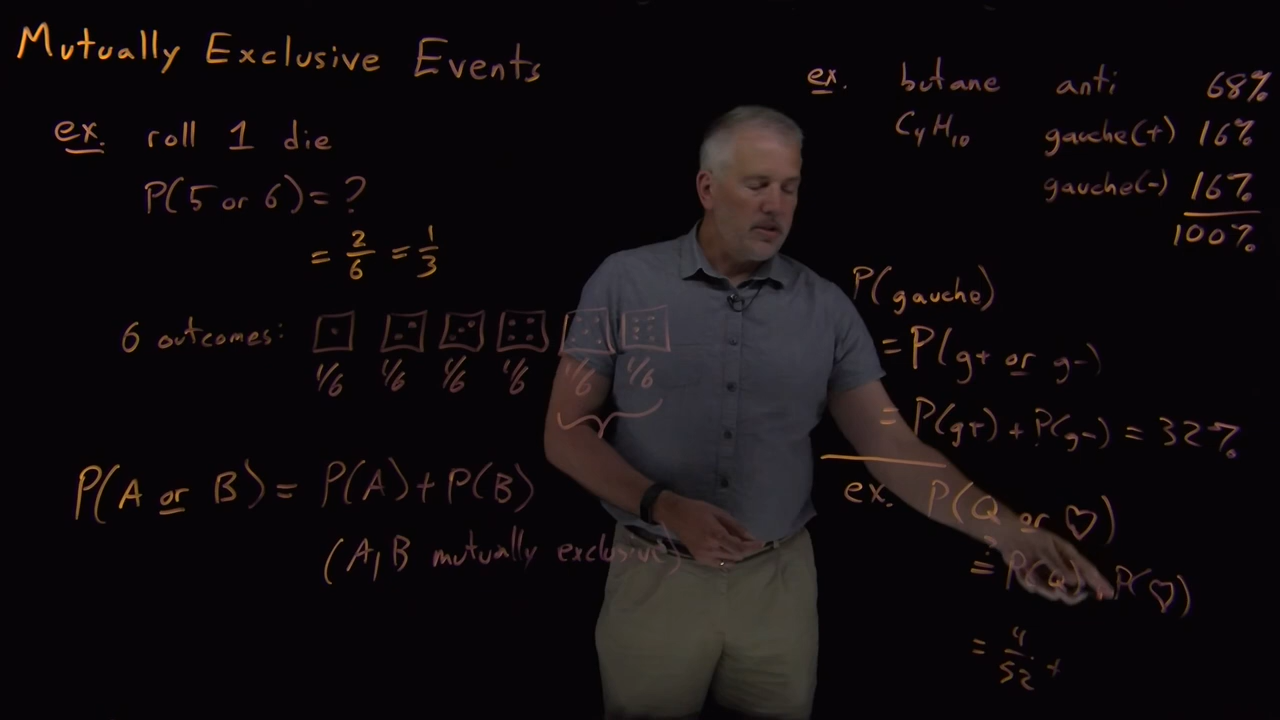 Mutually Exclusive Events
ex. roll 1 die
P(5 or 6) = ?
= 2/6 = 1/3
6 outcomes:
1/6 1/6 1/6 1/6 1/6 1/6
P(A or B) = P(A) + P(B)
(A, B mutually exclusive)
ex. butane anti 68%
C4H10 gauche(+) 16%
gauche(-) 16%
100%
P(gauche)
= P(g+ or g-)
= P(g+) + P(g-) = 32%
ex. P(Q or ♡)
?
= P(Q) + P(♡)
= 4/52 +